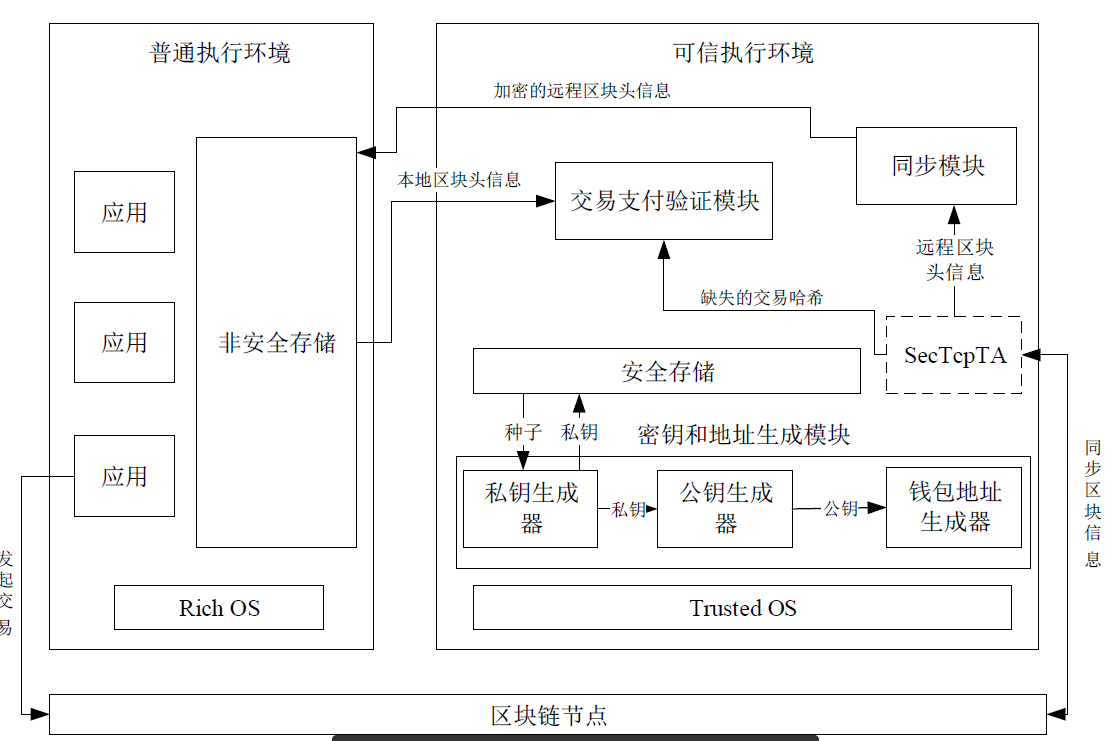 普通执行环境
可信执行环境
加密的远程区块头信息
同步模块
本地区块头信息
交易支付验证模块
应用
远程区块
头信息
缺失的交易哈希
应用
非安全存储
SecTcpTA
安全存储
种子
私钥
密钥和地址生成模块
应用
私钥生成
器
私钥
公钥生成
器
公钥
钱包地址
生成器
同
步
区
块
信
息
发
起
交
易
Rich OS
Trusted OS
区块链节点